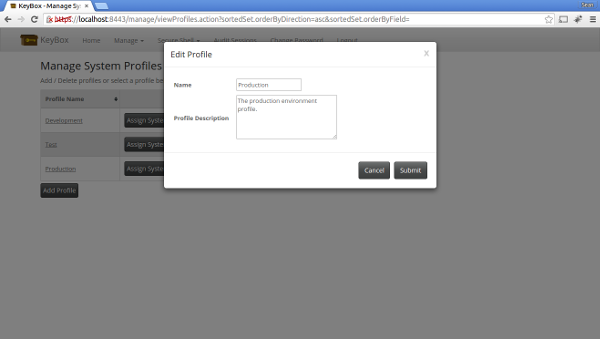 KeyBox - Manage Sys
Sean
https://localhost:8443/manage/viewProfiles.action?sortedSet.orderByDirection=asc&sortedSet.orderByField=
KeyBox Home Manage Secure Shell Audit Sessions Change Password Logout
Edit Profile x
Manage System Profiles
Add / Delete profiles or select a profile be
Profile Name
Name Production
Profile Description The production environment
profile.
Development Assign Syste
Test Assign Syste
Production Assign Syste
Cancel Submit
Add Profile